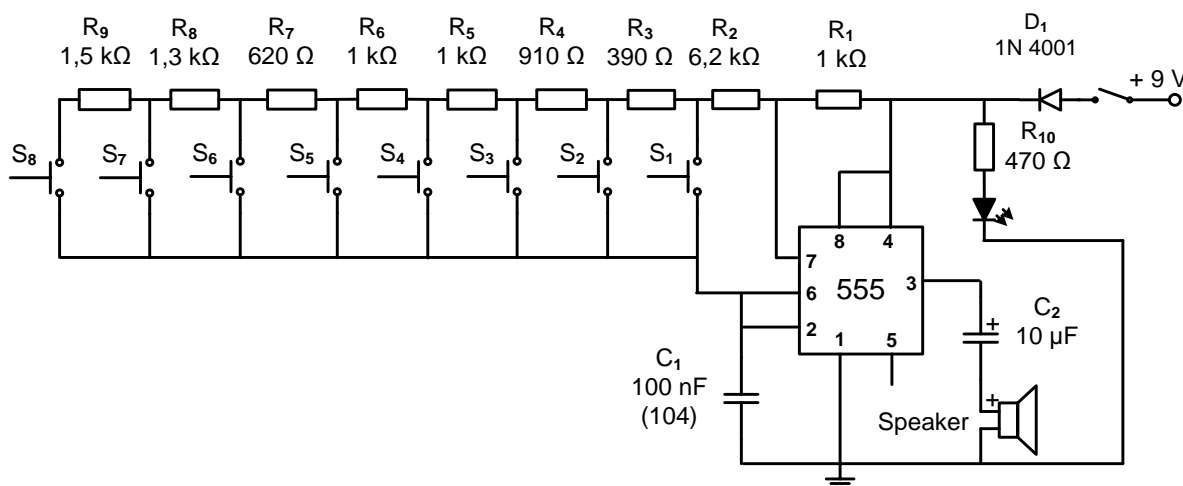 R₉
1,5 kΩ
R₈
1,3 kΩ
R₇
620 Ω
R₆
1 kΩ
R₅
1 kΩ
R₄
910 Ω
R₃
390 Ω
R₂
6,2 kΩ
R₁
1 kΩ
D₁
1N 4001
+ 9 V
S₈
S₇
S₆
S₅
S₄
S₃
S₂
S₁
R₁₀
470 Ω
8
4
7
6
555
3
2
1
5
C₂
+
10 µF
C₁
100 nF
(104)
+
Speaker